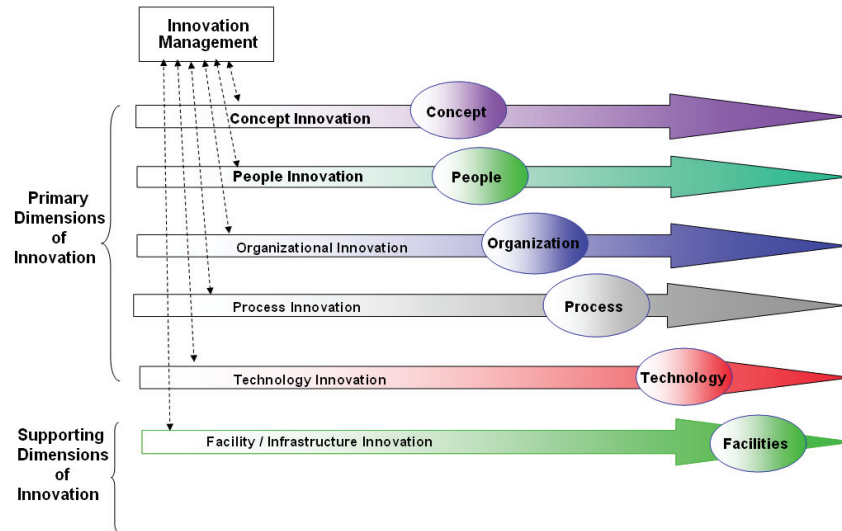 Innovation
Management
Concept
Concept Innovation
People
People Innovation
Primary
Dimensions
of
Innovation
Organization
Organizational Innovation
Process
Process Innovation
Technology
Technology Innovation
Supporting
Dimensions
of
Innovation
Facility / Infrastructure Innovation
Facilities